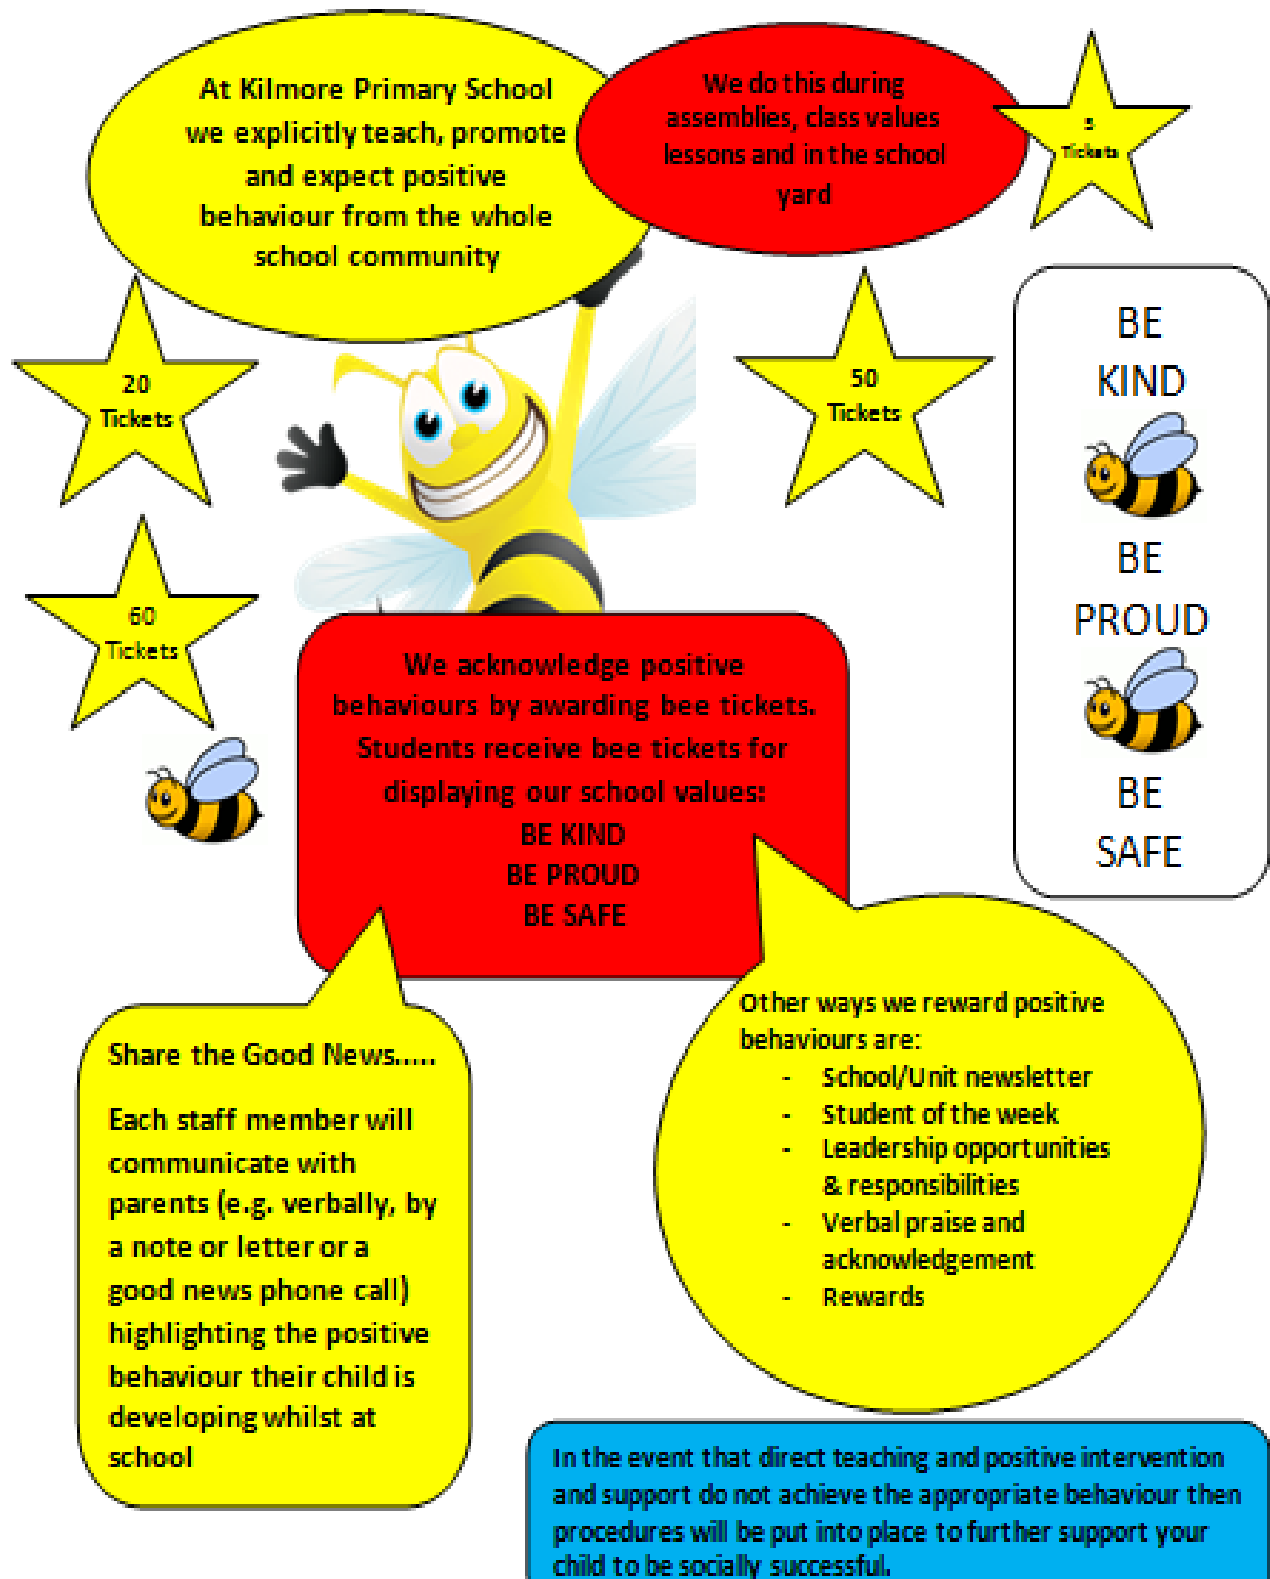 At Kilmore Primary School
we explicitly teach, promote
and expect positive
behaviour from the whole
school community
We do this during
assemblies, class values
lessons and in the school
yard
5
Tickets
20
Tickets
50
Tickets
60
Tickets
BE
KIND
BE
PROUD
BE
SAFE
We acknowledge positive
behaviours by awarding bee tickets.
Students receive bee tickets for
displaying our school values:
BE KIND
BE PROUD
BE SAFE
Share the Good News.....
Each staff member will
communicate with
parents (e.g. verbally, by
a note or letter or a
good news phone call)
highlighting the positive
behaviour their child is
developing whilst at
school
Other ways we reward positive
behaviours are:
- School/Unit newsletter
- Student of the week
- Leadership opportunities
& responsibilities
- Verbal praise and
acknowledgement
- Rewards
In the event that direct teaching and positive intervention
and support do not achieve the appropriate behaviour then
procedures will be put into place to further support your
child to be socially successful.